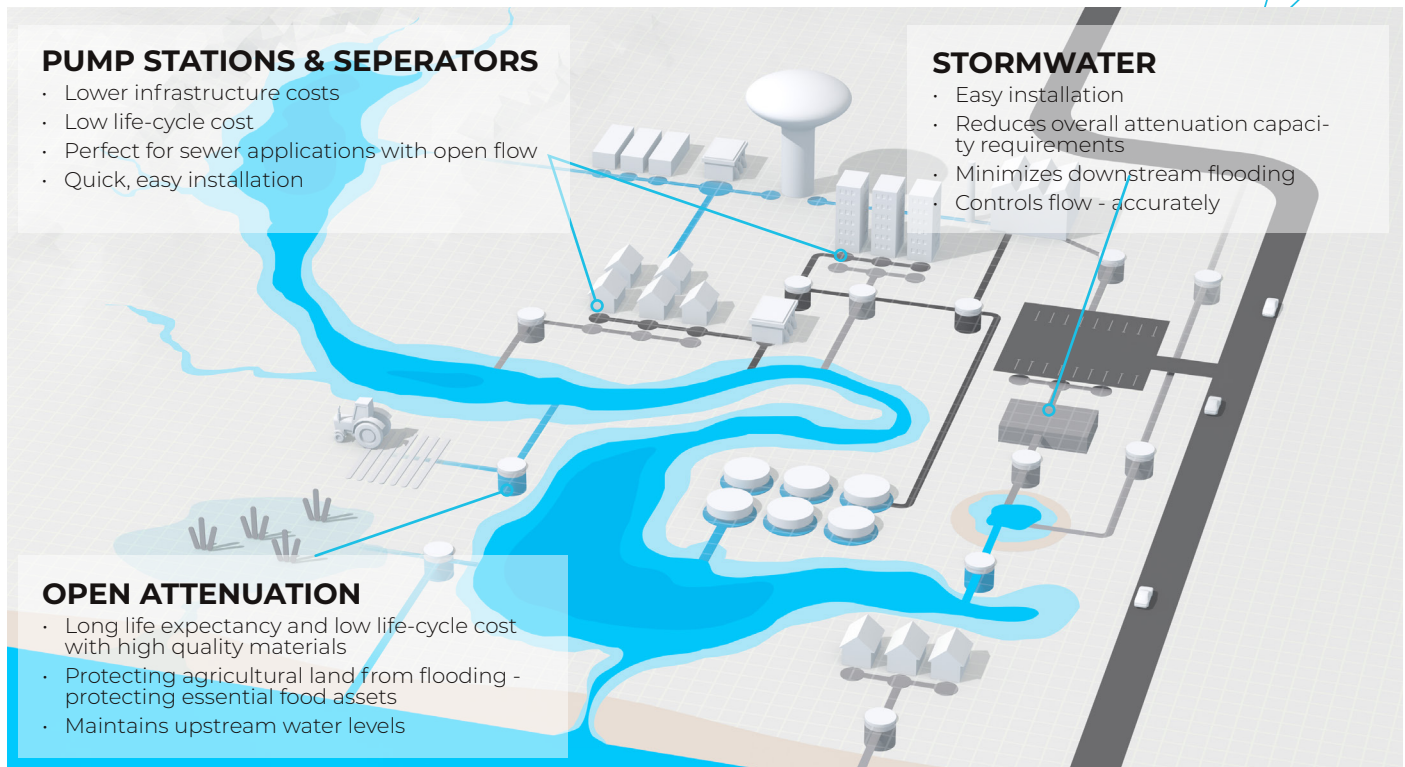 PUMP STATIONS & SEPERATORS
· Lower infrastructure costs
· Low life-cycle cost
· Perfect for sewer applications with open flow
· Quick, easy installation
STORMWATER
· Easy installation
· Reduces overall attenuation capaci-
ty requirements
· Minimizes downstream flooding
· Controls flow - accurately
OPEN ATTENUATION
· Long life expectancy and low life-cycle cost
with high quality materials
· Protecting agricultural land from flooding -
protecting essential food assets
· Maintains upstream water levels